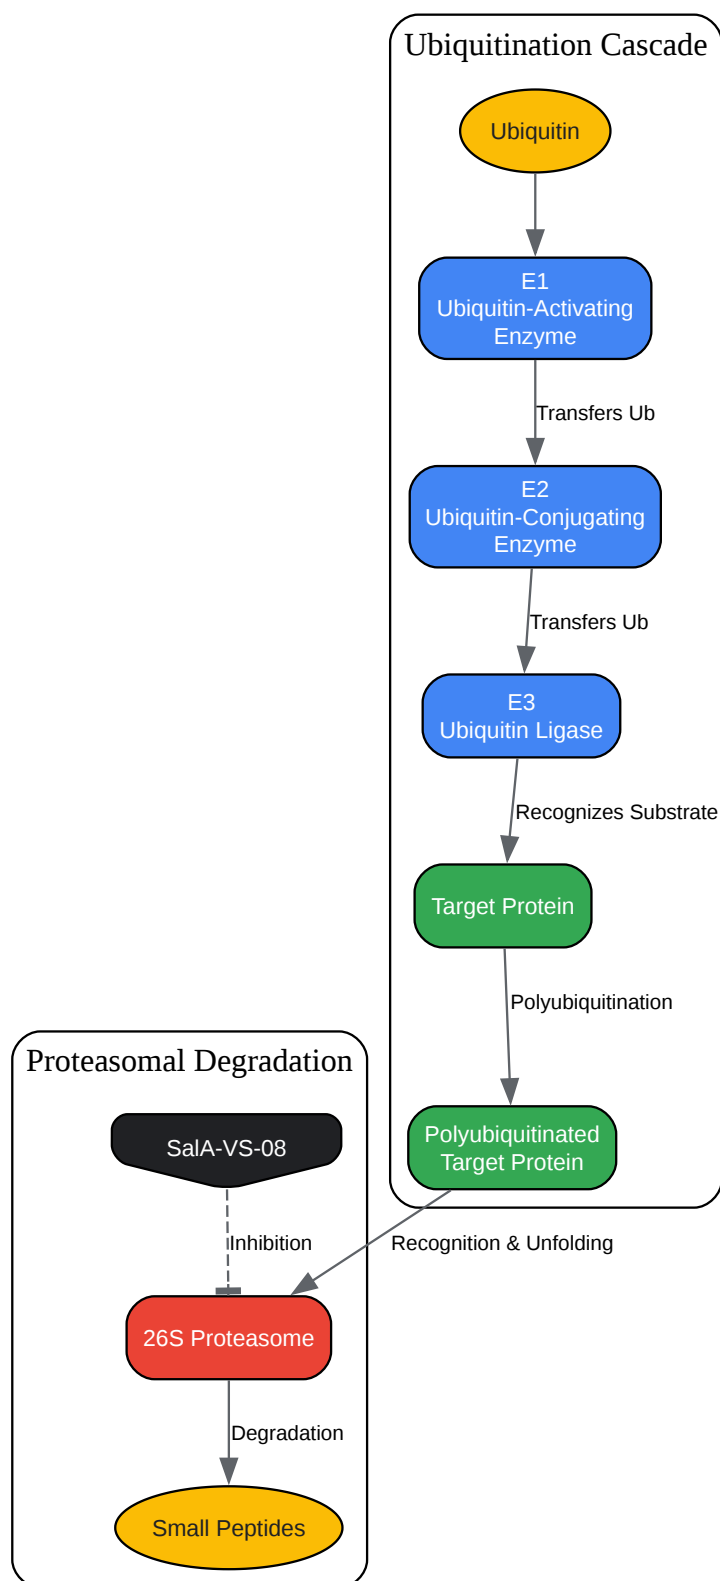 Ubiquitination Cascade
Ubiquitin
E1
Ubiquitin-Activating
Enzyme
Transfers Ub
E2
Ubiquitin-Conjugating
Enzyme
Transfers Ub
E3
Ubiquitin Ligase
Recognizes Substrate
Target Protein
Polyubiquitination
Polyubiquitinated
Target Protein
Recognition & Unfolding
Proteasomal Degradation
SalA-VS-08
Inhibition
26S Proteasome
Degradation
Small Peptides